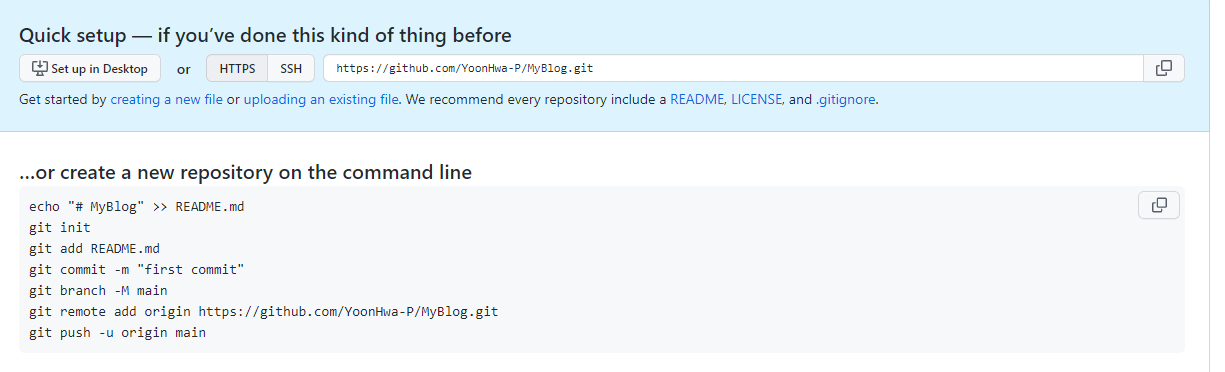 Quick setup — if you’ve done this kind of thing before
Set up in Desktop or HTTPS SSH https://github.com/YoonHwa-P/MyBlog.git
Get started by creating a new file or uploading an existing file. We recommend every repository include a README, LICENSE, and .gitignore.
…or create a new repository on the command line
echo "# MyBlog" >> README.md
git init
git add README.md
git commit -m "first commit"
git branch -M main
git remote add origin https://github.com/YoonHwa-P/MyBlog.git
git push -u origin main